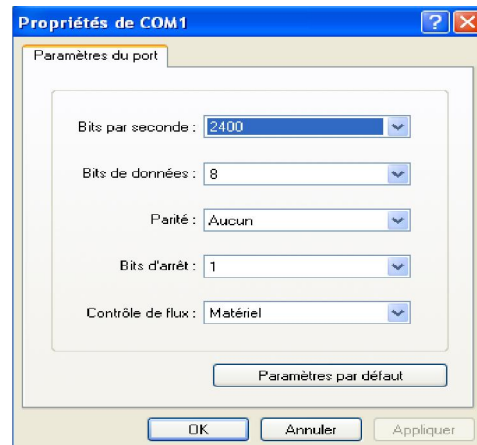 Propriétés de COM1
Paramètres du port
Bits par seconde : 2400
Bits de données : 8
Parité : Aucun
Bits d'arrêt : 1
Contrôle de flux : Matériel
Paramètres par défaut
OK Annuler Appliquer